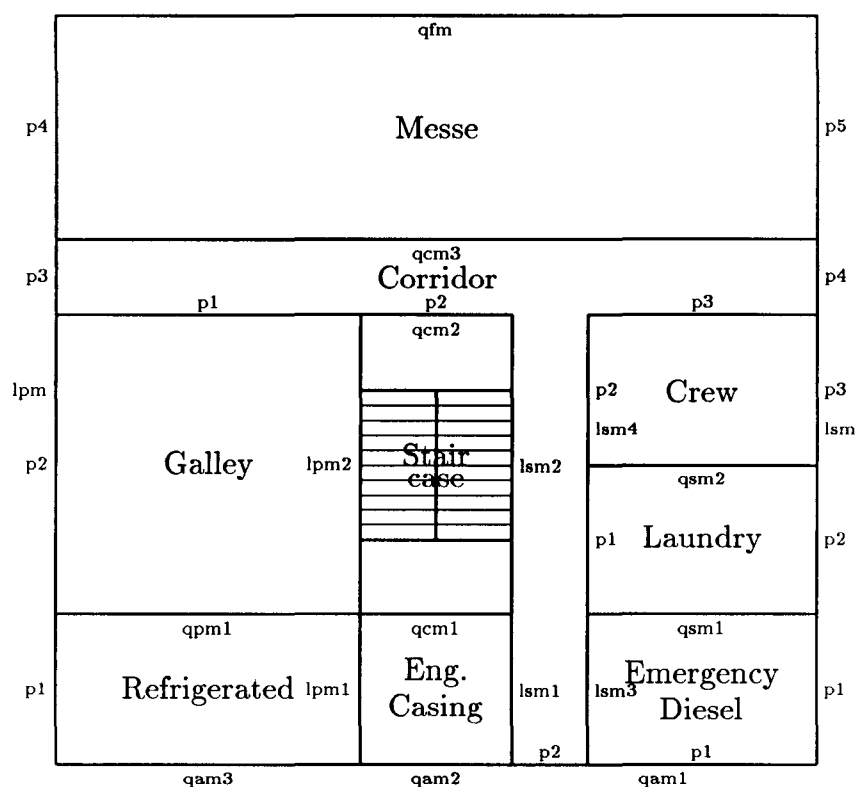 qfm
p4 Messe p5
qcm3
p3 Corridor p4
p1 p2 p3
qcm2
lpm p2 Crew p3
lsm4 lsm
p2 Galley lpm2 Stair case lsm2
qsm2
p1 Laundry p2
qpm1 qcm1 qsm1
p1 Refrigerated lpm1 Eng. Casing lsm1 lsm3 Emergency Diesel p1
p2 p1
qam3 qam2 qam1